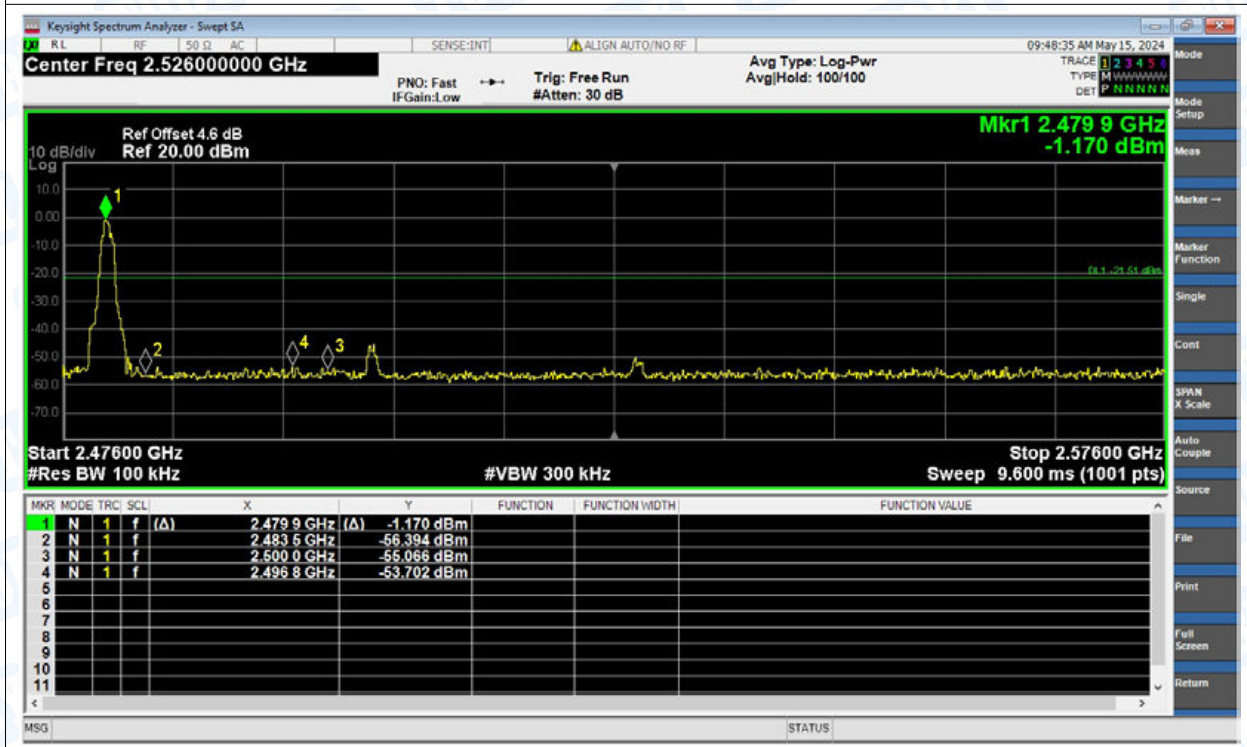 Keysight Spectrum Analyzer - Swept SA
RL RF 50 Ω AC SENSE:INT ALIGN AUTO/NO RF 09:48:35 AM May 15, 2024
Center Freq 2.526000000 GHz
PNO: Fast
IFGain:Low
Trig: Free Run
#Atten: 30 dB
Avg Type: Log-Pwr
Avg|Hold: 100/100
TRACE 1 2 3 4 5 6
TYPE M WWWWW
DET P N N N N N
Mkr1 2.479 9 GHz
-1.170 dBm
Ref Offset 4.6 dB
10 dB/div Ref 20.00 dBm
Log
10.0
0.00
-10.0
-20.0
-30.0
-40.0
-50.0
-60.0
-70.0
1
2
4
3
DL1 -21.51 dBm
Start 2.47600 GHz Stop 2.57600 GHz
#Res BW 100 kHz #VBW 300 kHz Sweep 9.600 ms (1001 pts)
MKR MODE TRC SCL X Y FUNCTION FUNCTION WIDTH FUNCTION VALUE
1 N 1 f (Δ) 2.479 9 GHz (Δ) -1.170 dBm
2 N 1 f 2.483 5 GHz -56.394 dBm
3 N 1 f 2.500 0 GHz -55.066 dBm
4 N 1 f 2.496 8 GHz -53.702 dBm
5
6
7
8
9
10
11
MSG STATUS
Mode
Mode
Setup
Meas
Marker →
Marker
Function
Single
Cont
SPAN
X Scale
Auto
Couple
Source
File
Print
Full
Screen
Return